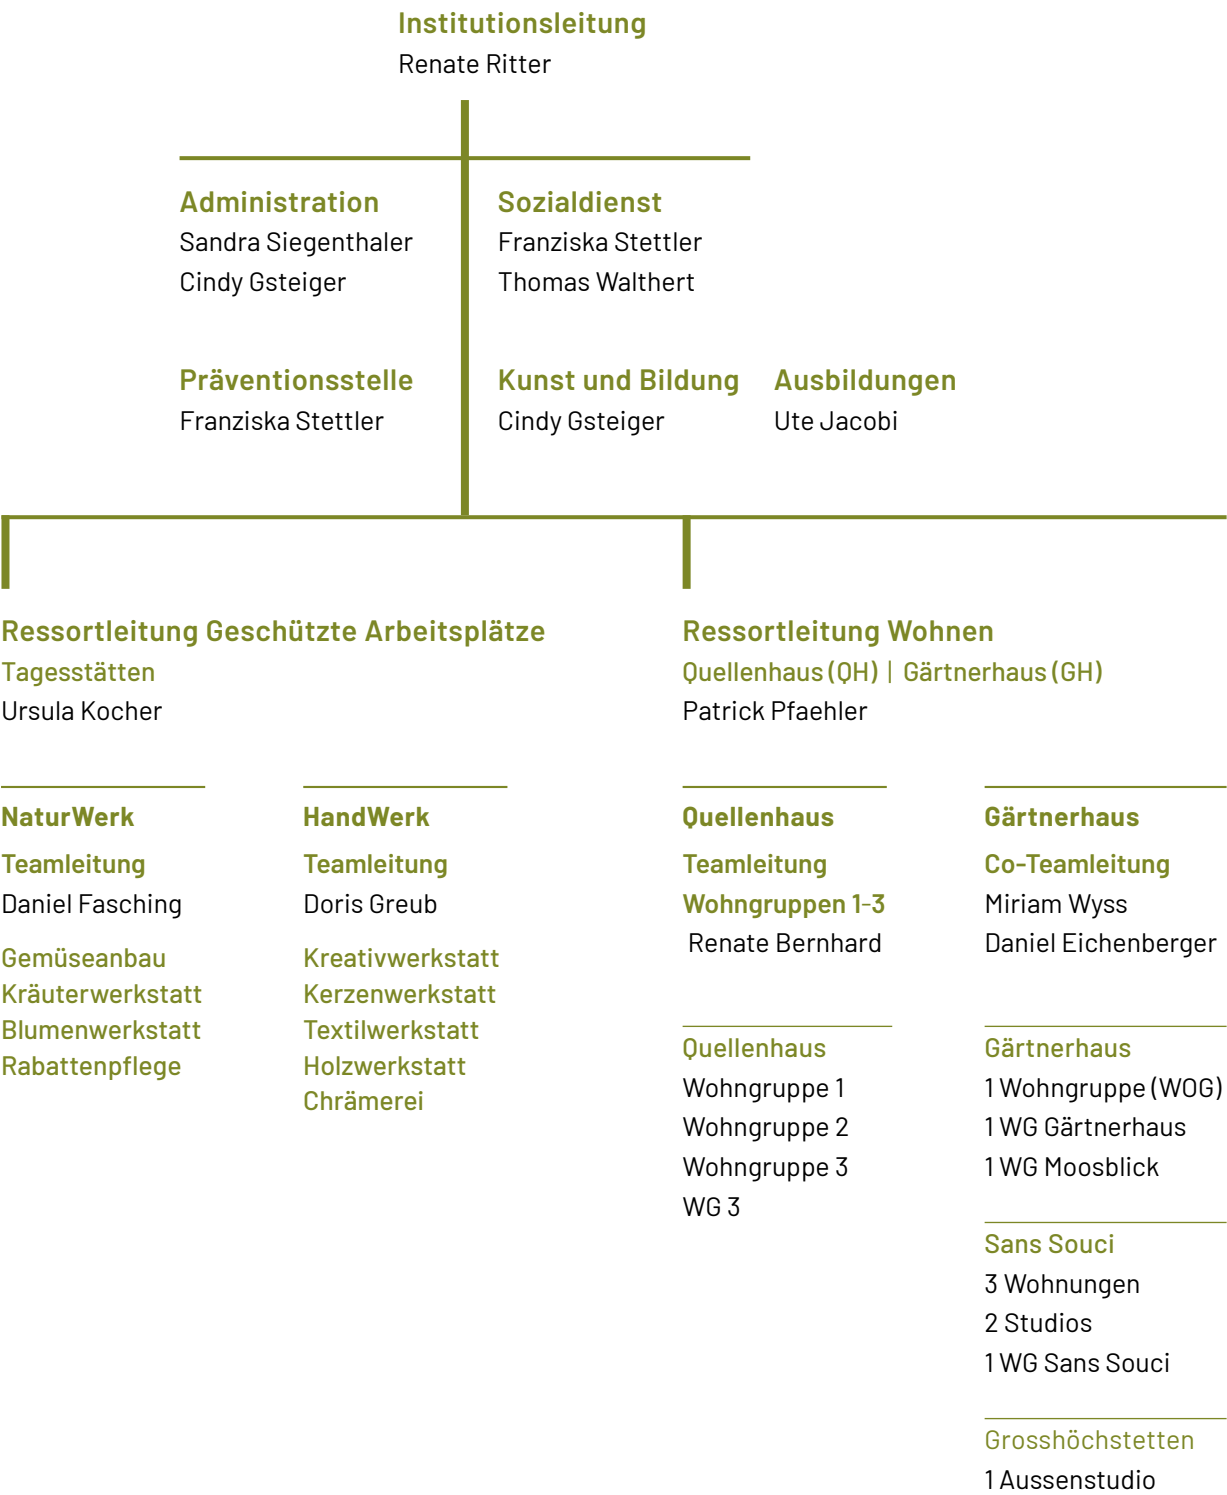 Institutionsleitung
Renate Ritter
Administration
Sandra Siegenthaler
Cindy Gsteiger
Sozialdienst
Franziska Stettler
Thomas Walthert
Präventionsstelle
Franziska Stettler
Kunst und Bildung
Cindy Gsteiger
Ausbildungen
Ute Jacobi
Ressortleitung Geschützte Arbeitsplätze
Tagesstätten
Ursula Kocher
Ressortleitung Wohnen
Quellenhaus (QH) | Gärtnerhaus (GH)
Patrick Pfaehler
NaturWerk
Teamleitung
Daniel Fasching
Gemüseanbau
Kräuterwerkstatt
Blumenwerkstatt
Rabattenpflege
HandWerk
Teamleitung
Doris Greub
Kreativwerkstatt
Kerzenwerkstatt
Textilwerkstatt
Holzwerkstatt
Chrämerei
Quellenhaus
Teamleitung
Wohngruppen 1-3
Renate Bernhard
Quellenhaus
Wohngruppe 1
Wohngruppe 2
Wohngruppe 3
WG 3
Gärtnerhaus
Co-Teamleitung
Miriam Wyss
Daniel Eichenberger
Gärtnerhaus
1 Wohngruppe (WOG)
1 WG Gärtnerhaus
1 WG Moosblick
Sans Souci
3 Wohnungen
2 Studios
1 WG Sans Souci
Grosshöchstetten
1 Aussenstudio